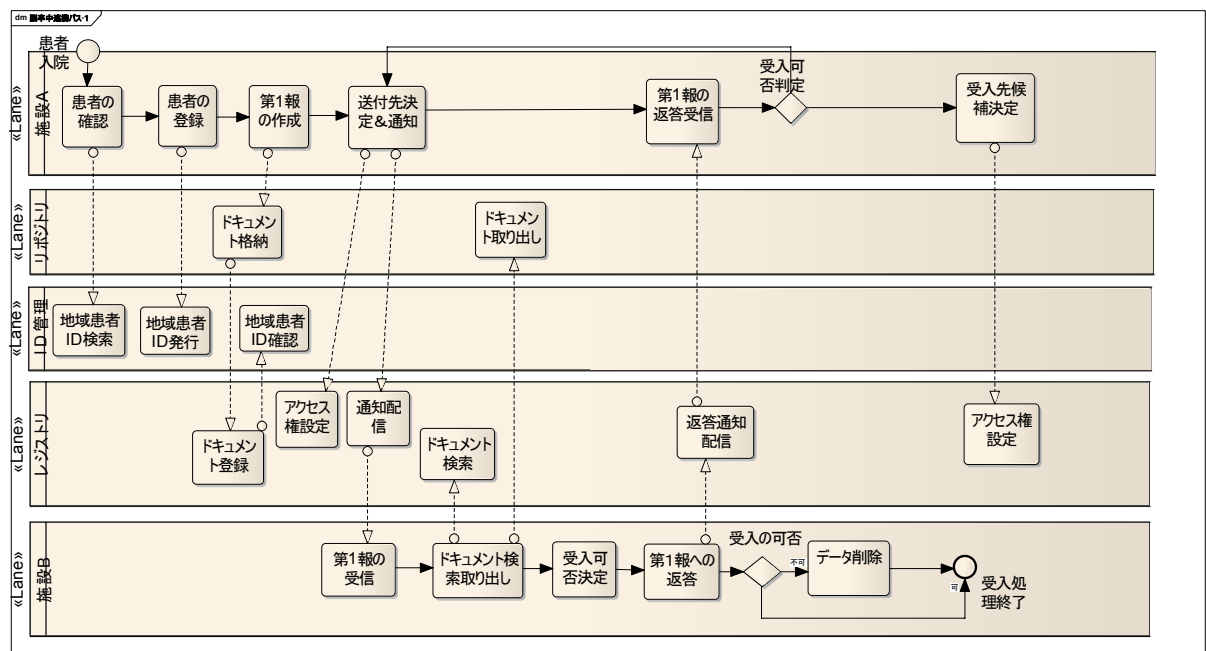 dm 脳卒中連携パス-1
患者
入院
«Lane»
施設A
患者の
確認
患者の
登録
第1報
の作成
送付先決
定＆通知
第1報の
返答受信
受入可
否判定
受入先候
補決定
«Lane»
リポジトリ
ドキュメン
ト格納
ドキュメン
ト取り出し
«Lane»
ID管理
地域患者
ID検索
地域患者
ID発行
地域患者
ID確認
«Lane»
レジストリ
ドキュメン
ト登録
アクセス
権設定
通知配
信
ドキュメント
検索
返答通知
配信
アクセス権
設定
«Lane»
施設B
第1報の
受信
ドキュメント検
索取り出し
受入可
否決定
第1報への
返答
受入の可否
不可
データ削除
可
受入処
理終了